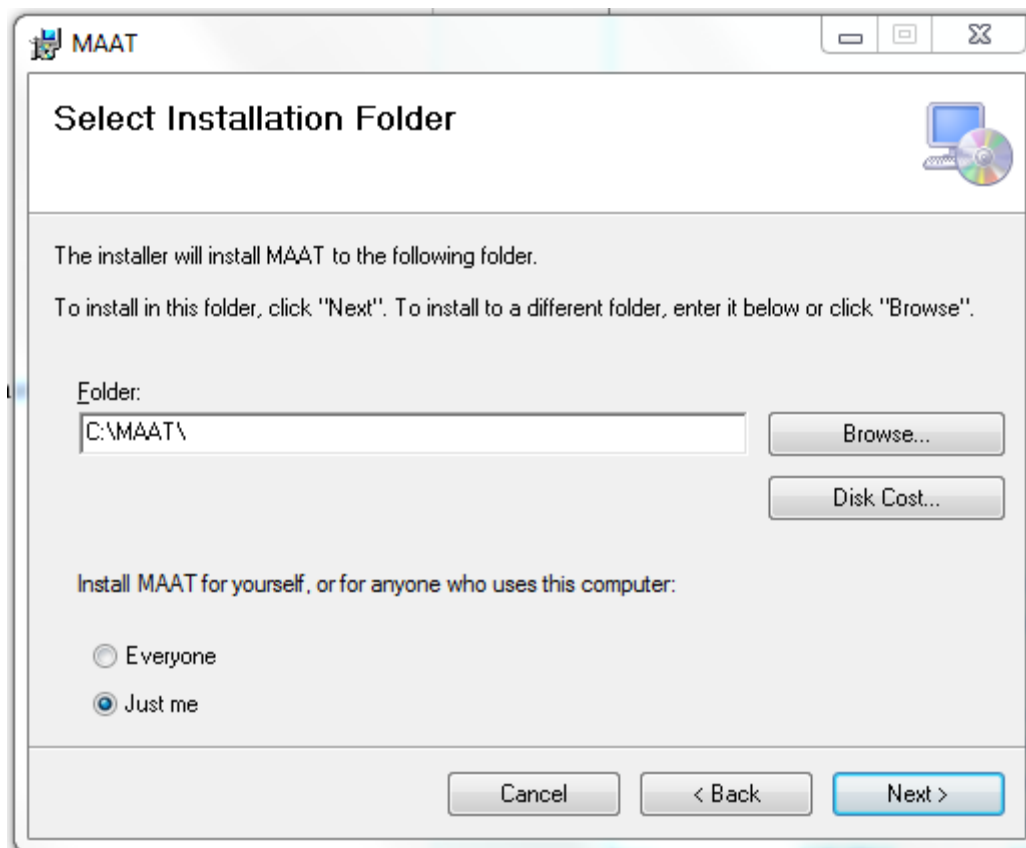 MAAT
Select Installation Folder
The installer will install MAAT to the following folder.
To install in this folder, click "Next". To install to a different folder, enter it below or click "Browse".
Folder:
C:\MAAT\
Browse...
Disk Cost...
Install MAAT for yourself, or for anyone who uses this computer:
Everyone
Just me
Cancel
< Back
Next >